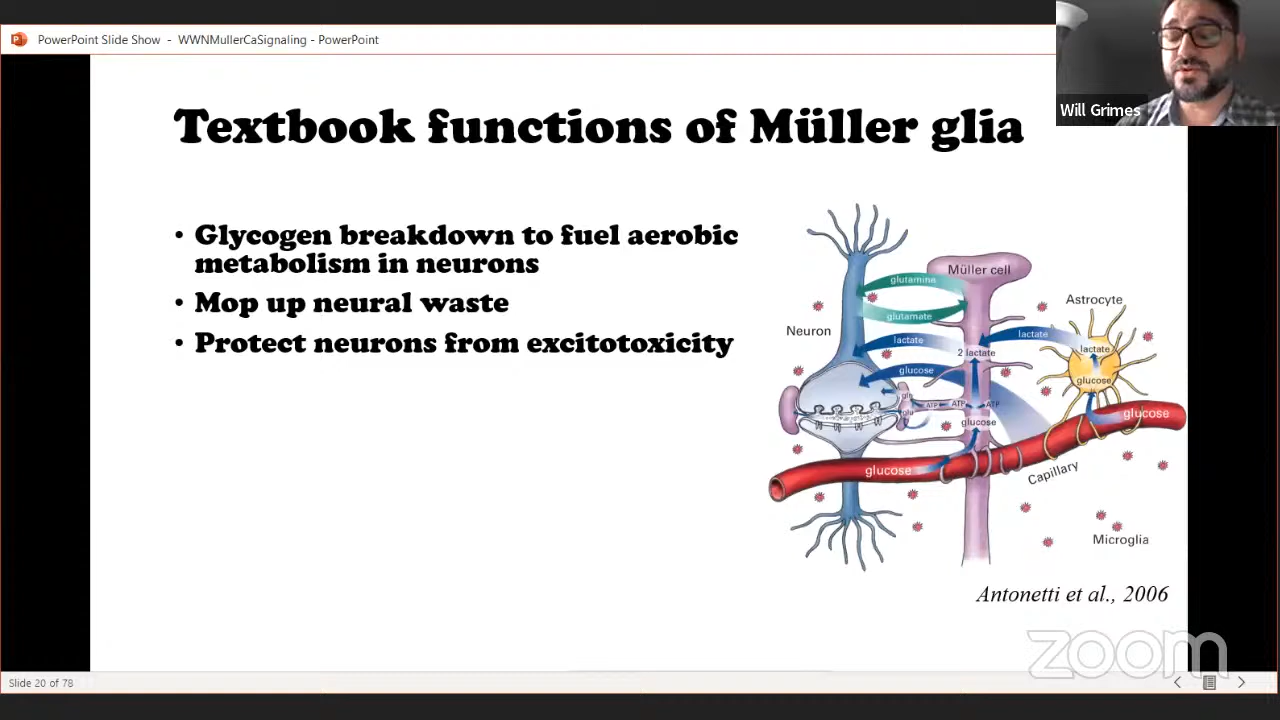 PowerPoint Slide Show - WWNMullerCaSignaling - PowerPoint
Will Grimes
Textbook functions of Müller glia
• Glycogen breakdown to fuel aerobic
metabolism in neurons
• Mop up neural waste
• Protect neurons from excitotoxicity
Müller cell
glutamine
glutamate
Neuron
Astrocyte
lactate
lactate
2 lactate
lactate
glucose
glucose
glu
glu
ATP
ATP
ATP
glucose
glucose
glucose
Capillary
Microglia
Antonetti et al., 2006
zoom
Slide 20 of 78